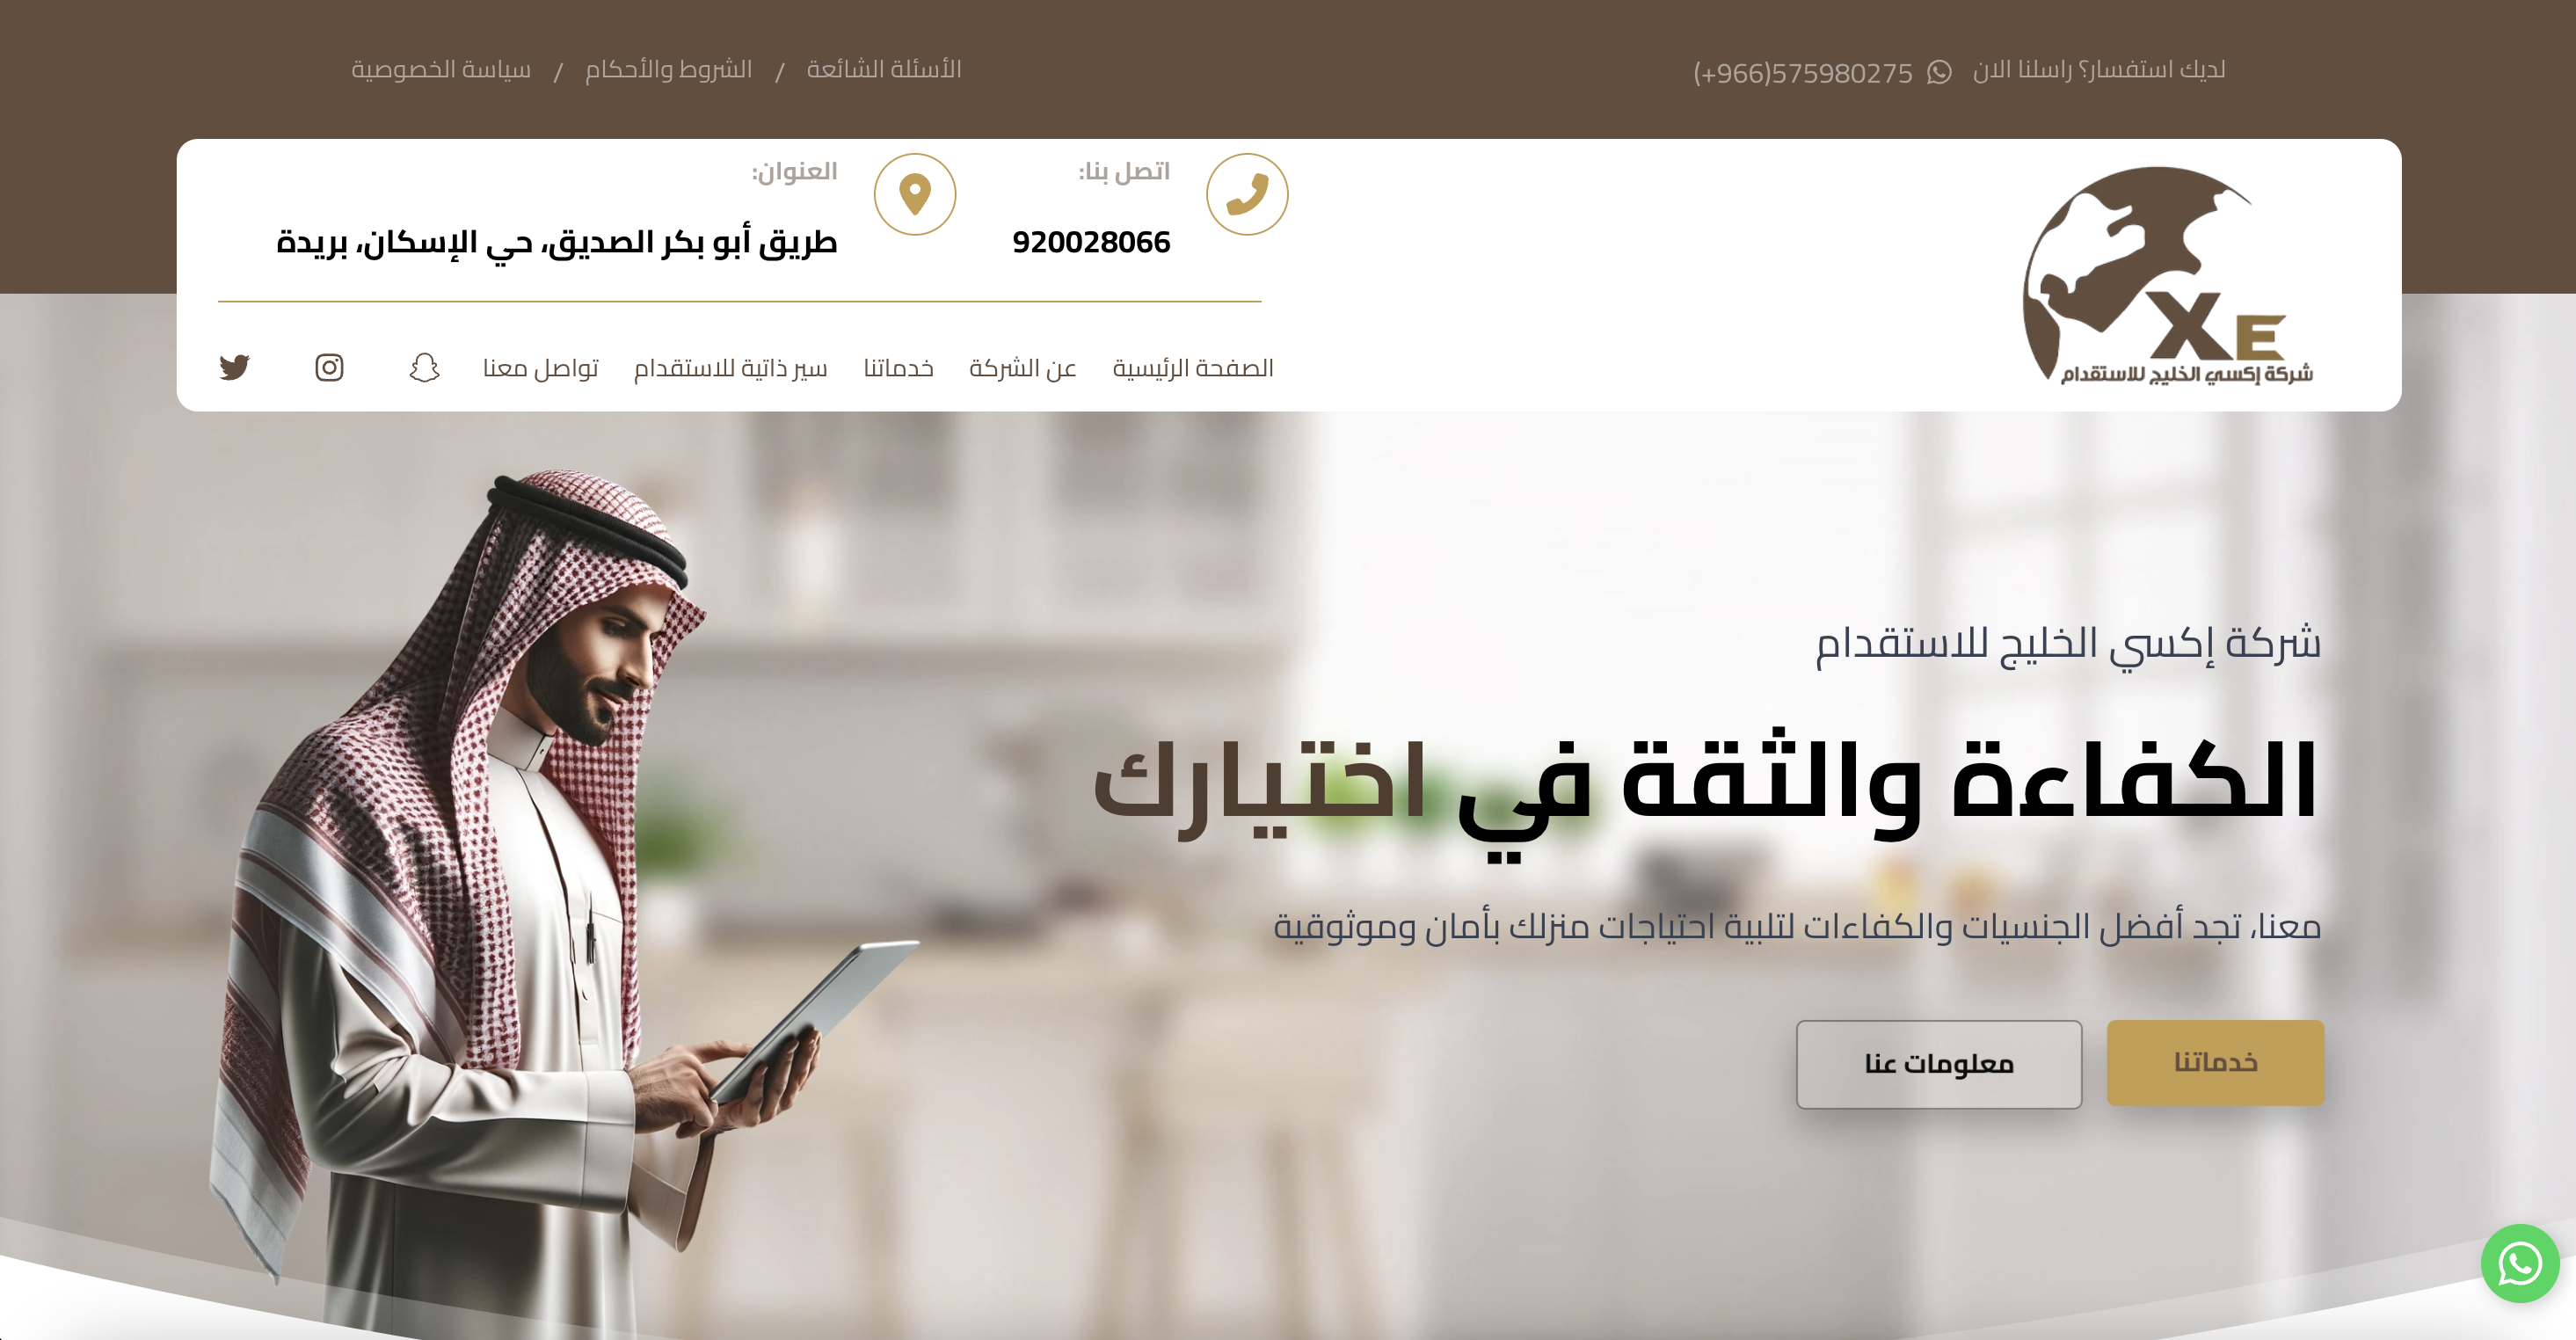 لديك استفسار؟ راسلنا الان
(+966)575980275
الأسئلة الشائعة / الشروط والأحكام / سياسة الخصوصية
XE
شركة إكسي الخليج للاستقدام
اتصل بنا:
920028066
العنوان:
طريق أبو بكر الصديق، حي الإسكان، بريدة
الصفحة الرئيسية عن الشركة خدماتنا سير ذاتية للاستقدام تواصل معنا
شركة إكسي الخليج للاستقدام
الكفاءة والثقة في اختيارك
معنا، تجد أفضل الجنسيات والكفاءات لتلبية احتياجات منزلك بأمان وموثوقية
خدماتنا
معلومات عنا